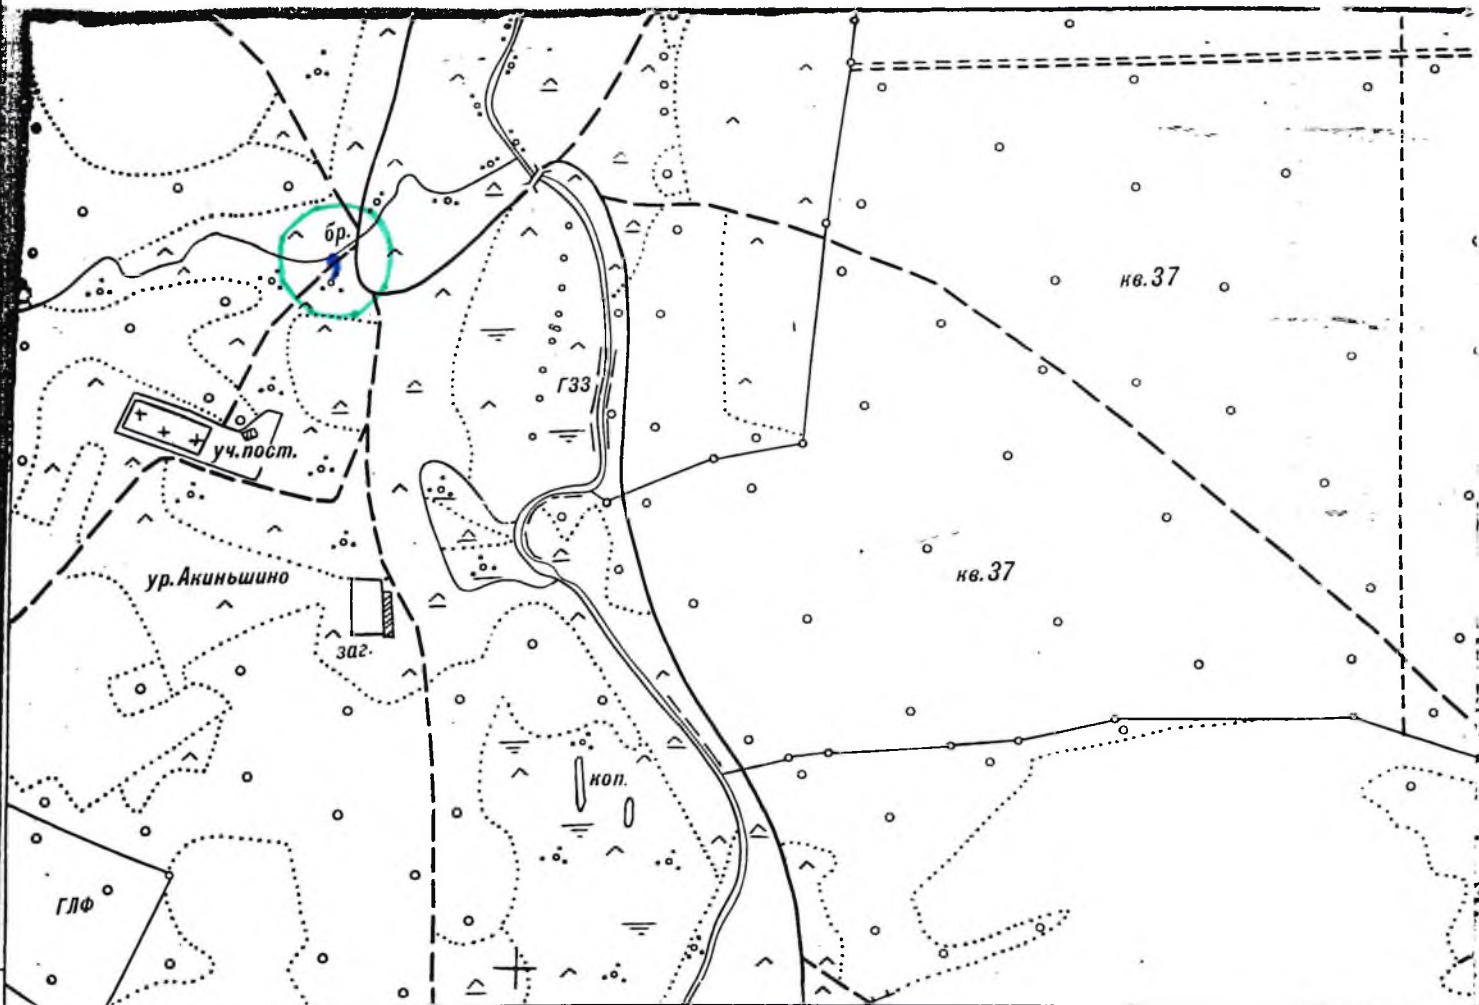 бр.
кв.37
ГЗЗ
уч.пост.
кв.37
ур. Акиньшино
заг.
коп.
ГЛФ